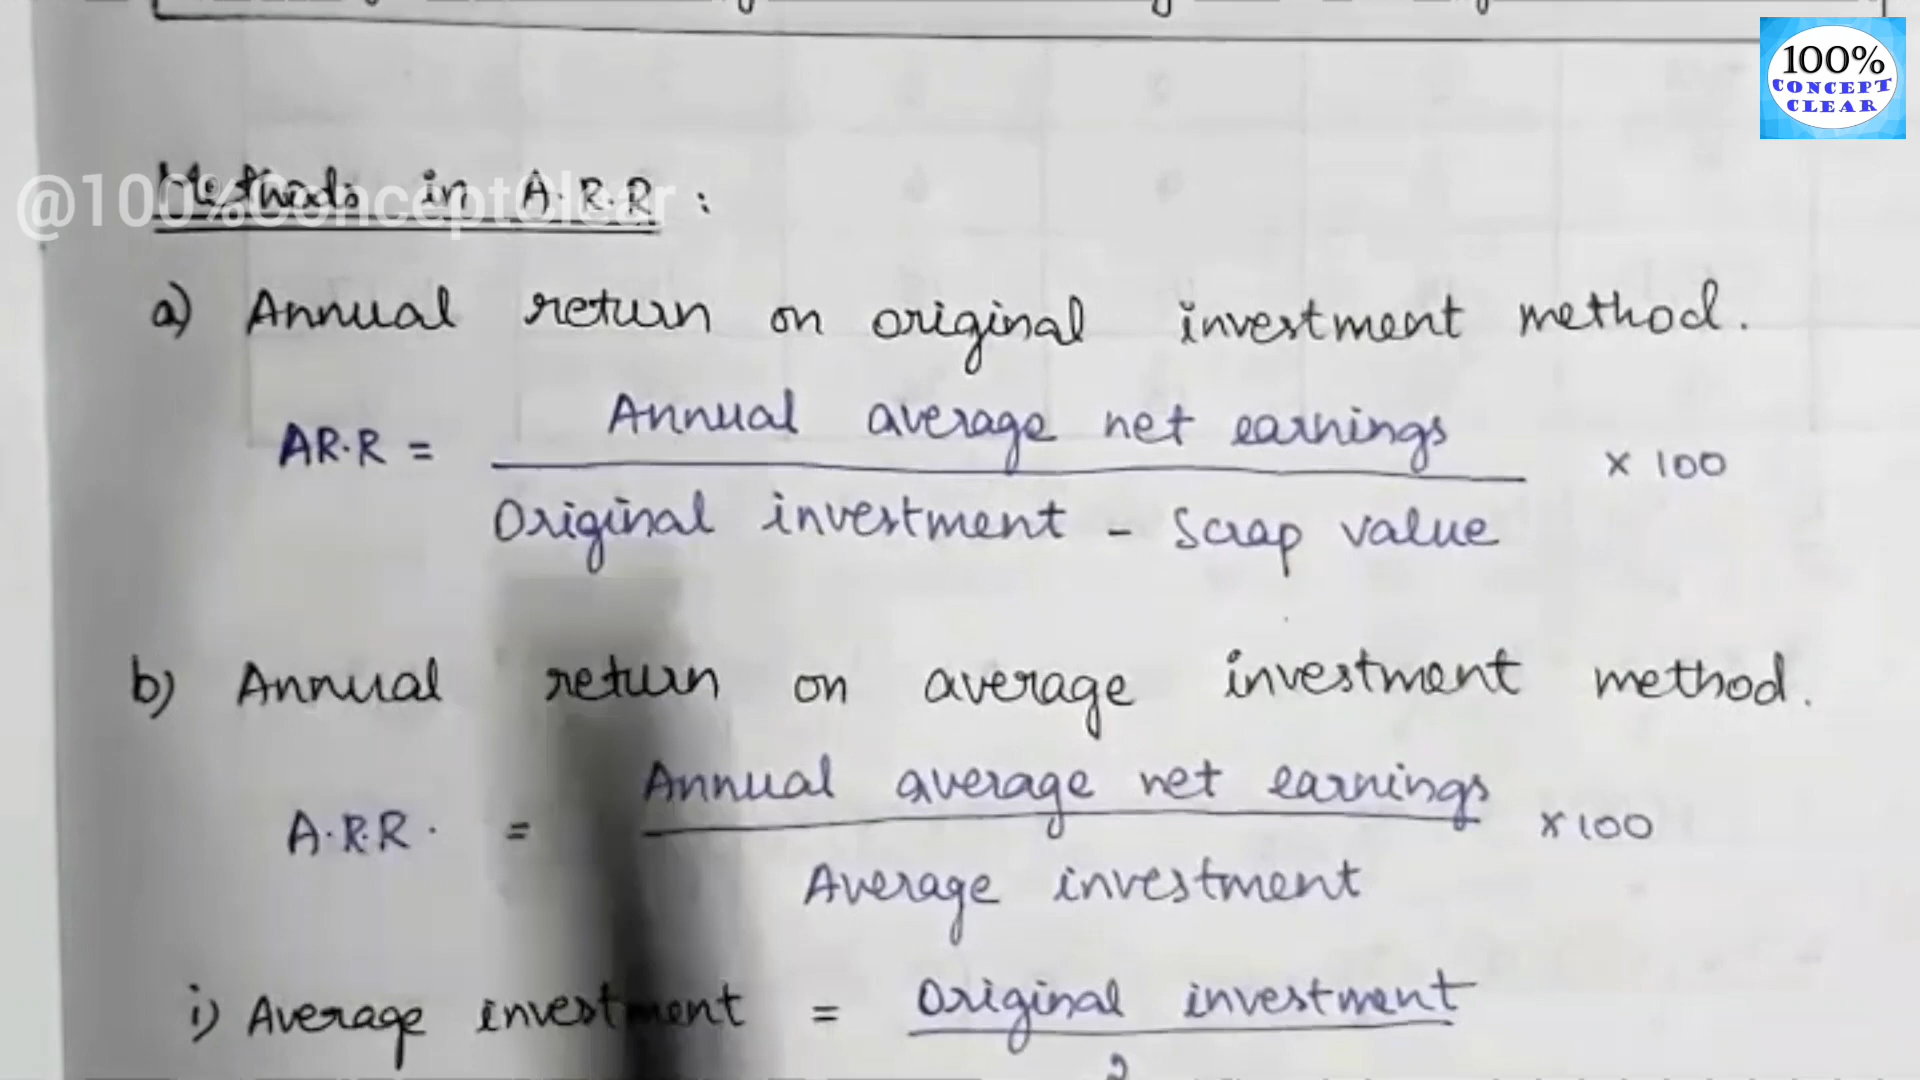 100%
CONCEPT
CLEAR
@100%ConceptClear
Methods in A.R.R :
a) Annual return on original investment method.
AR.R = Annual average net earnings x 100
Original investment - Scrap value
b) Annual return on average investment method.
A.R.R. = Annual average net earnings x 100
Average investment
i) Average investment = Original investment
2